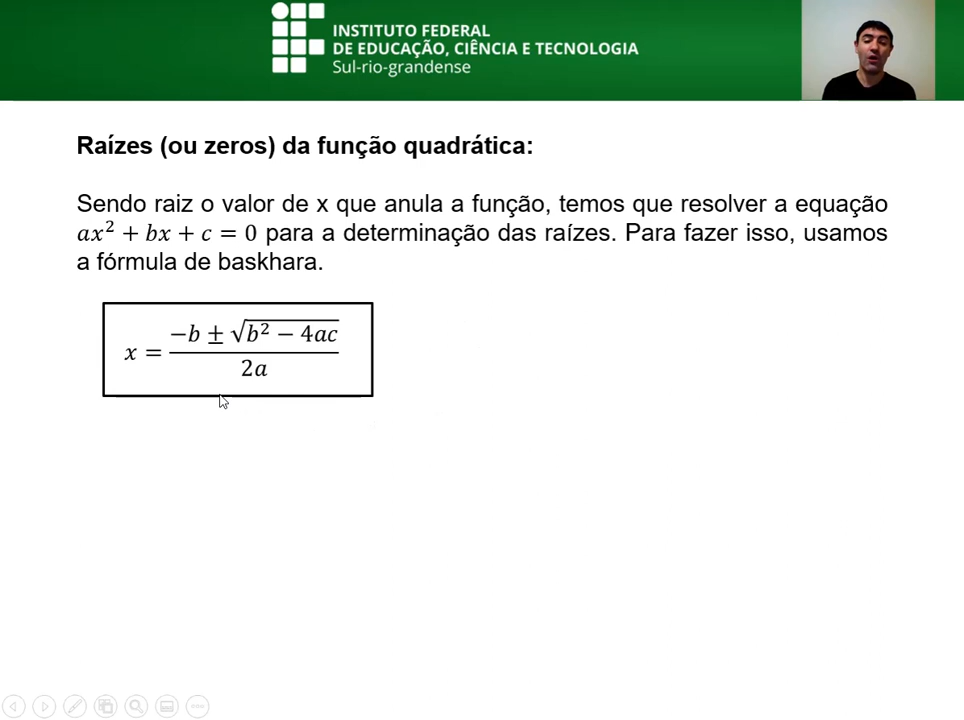 INSTITUTO FEDERAL
DE EDUCAÇÃO, CIÊNCIA E TECNOLOGIA
Sul-rio-grandense
Raízes (ou zeros) da função quadrática:
Sendo raiz o valor de x que anula a função, temos que resolver a equação
ax² + bx + c = 0 para a determinação das raízes. Para fazer isso, usamos
a fórmula de baskhara.
x = (−b ± √(b² − 4ac)) / 2a